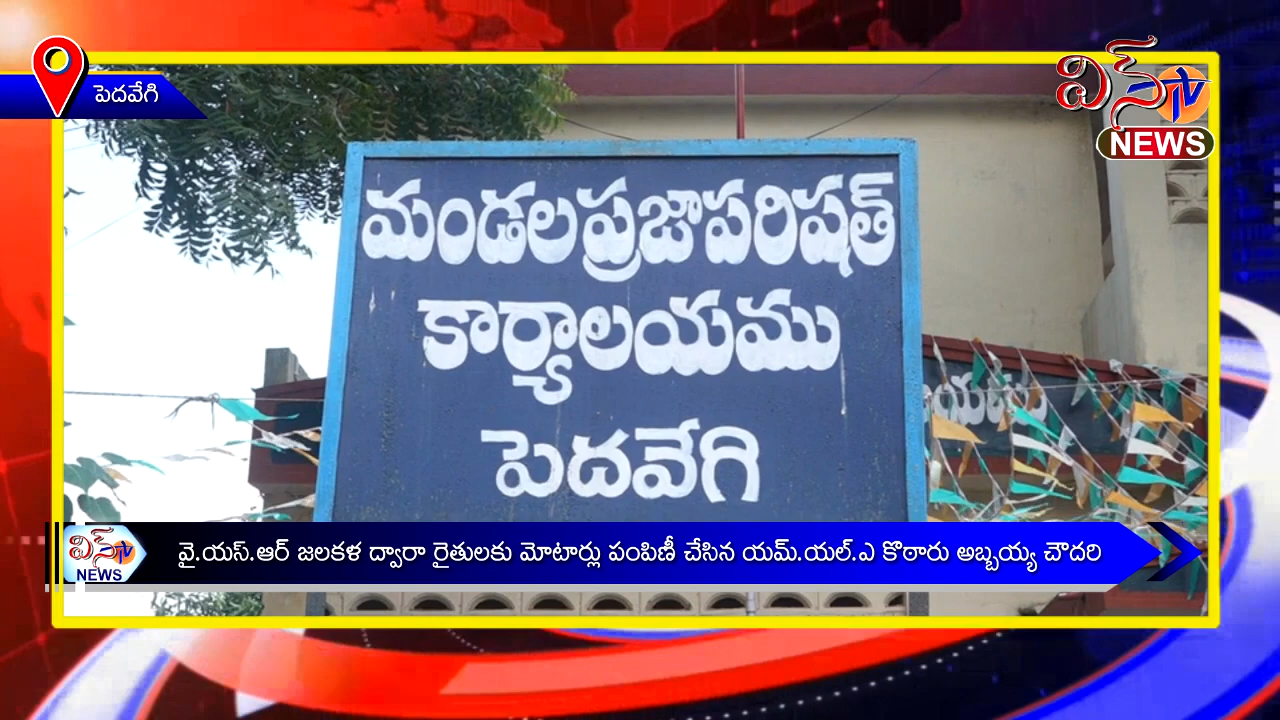 పెదవేగి
విన్ TV
NEWS
మండల ప్రజా పరిషత్
కార్యాలయము
పెదవేగి
విన్ TV
NEWS
వై.యస్.ఆర్ జలకళ ద్వారా రైతులకు మోటార్లు పంపిణీ చేసిన యమ్.యల్.ఎ కొఠారు అబ్బయ్య చౌదరి